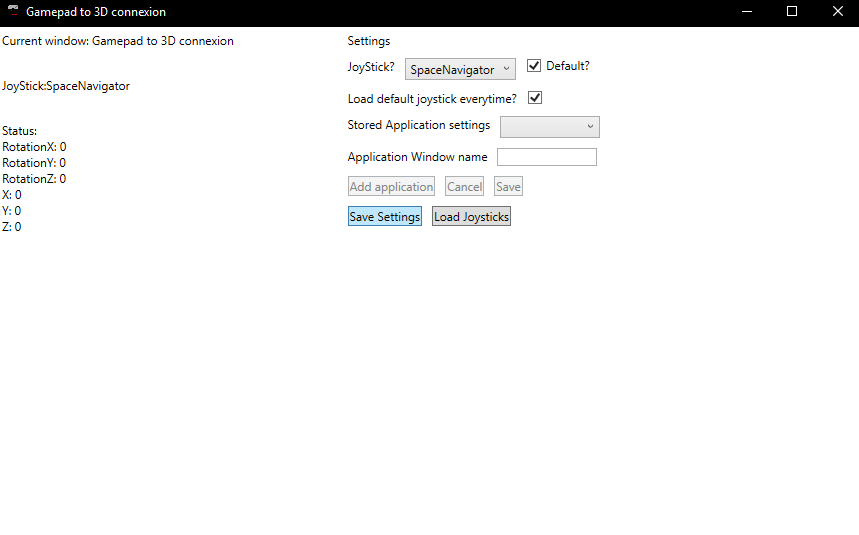 Gamepad to 3D connexion
Current window: Gamepad to 3D connexion
JoyStick:SpaceNavigator
Status:
RotationX: 0
RotationY: 0
RotationZ: 0
X: 0
Y: 0
Z: 0
Settings
JoyStick? SpaceNavigator Default?
Load default joystick everytime?
Stored Application settings
Application Window name
Add application Cancel Save
Save Settings Load Joysticks